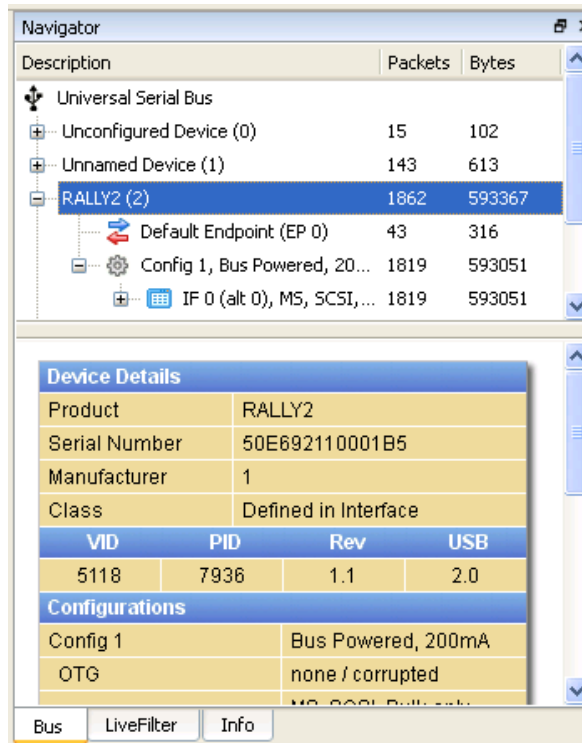 Navigator
Description Packets Bytes
Universal Serial Bus
Unconfigured Device (0) 15 102
Unnamed Device (1) 143 613
RALLY2 (2) 1862 593367
Default Endpoint (EP 0) 43 316
Config 1, Bus Powered, 20... 1819 593051
IF 0 (alt 0), MS, SCSI,... 1819 593051
Device Details
Product RALLY2
Serial Number 50E692110001B5
Manufacturer 1
Class Defined in Interface
VID PID Rev USB
5118 7936 1.1 2.0
Configurations
Config 1 Bus Powered, 200mA
OTG none / corrupted
MS, SCSI, Bulk-only
Bus LiveFilter Info